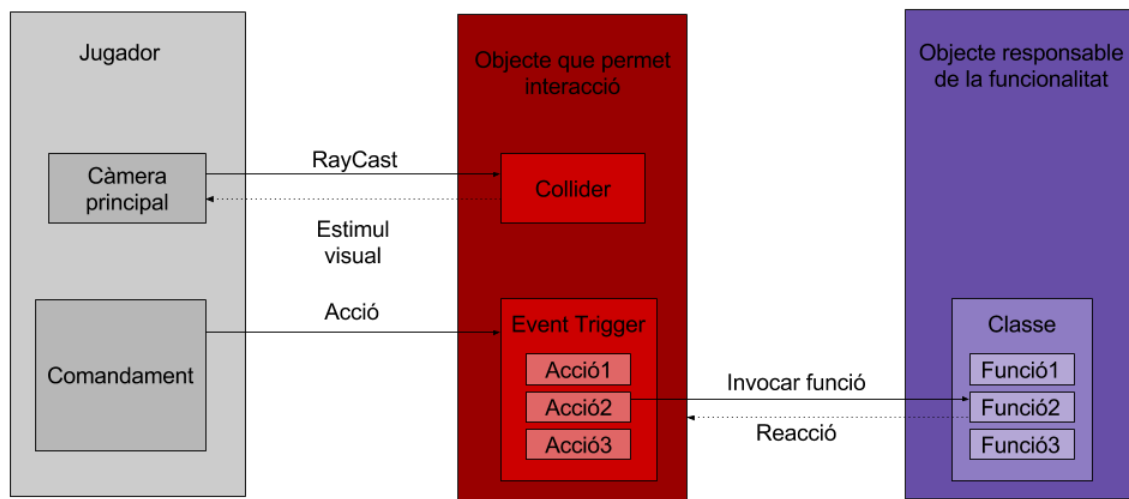 Jugador
Càmera
principal
Comandament
RayCast
Estimul
visual
Acció
Objecte que permet
interacció
Collider
Event Trigger
Acció1
Acció2
Acció3
Invocar funció
Reacció
Objecte responsable
de la funcionalitat
Classe
Funció1
Funció2
Funció3